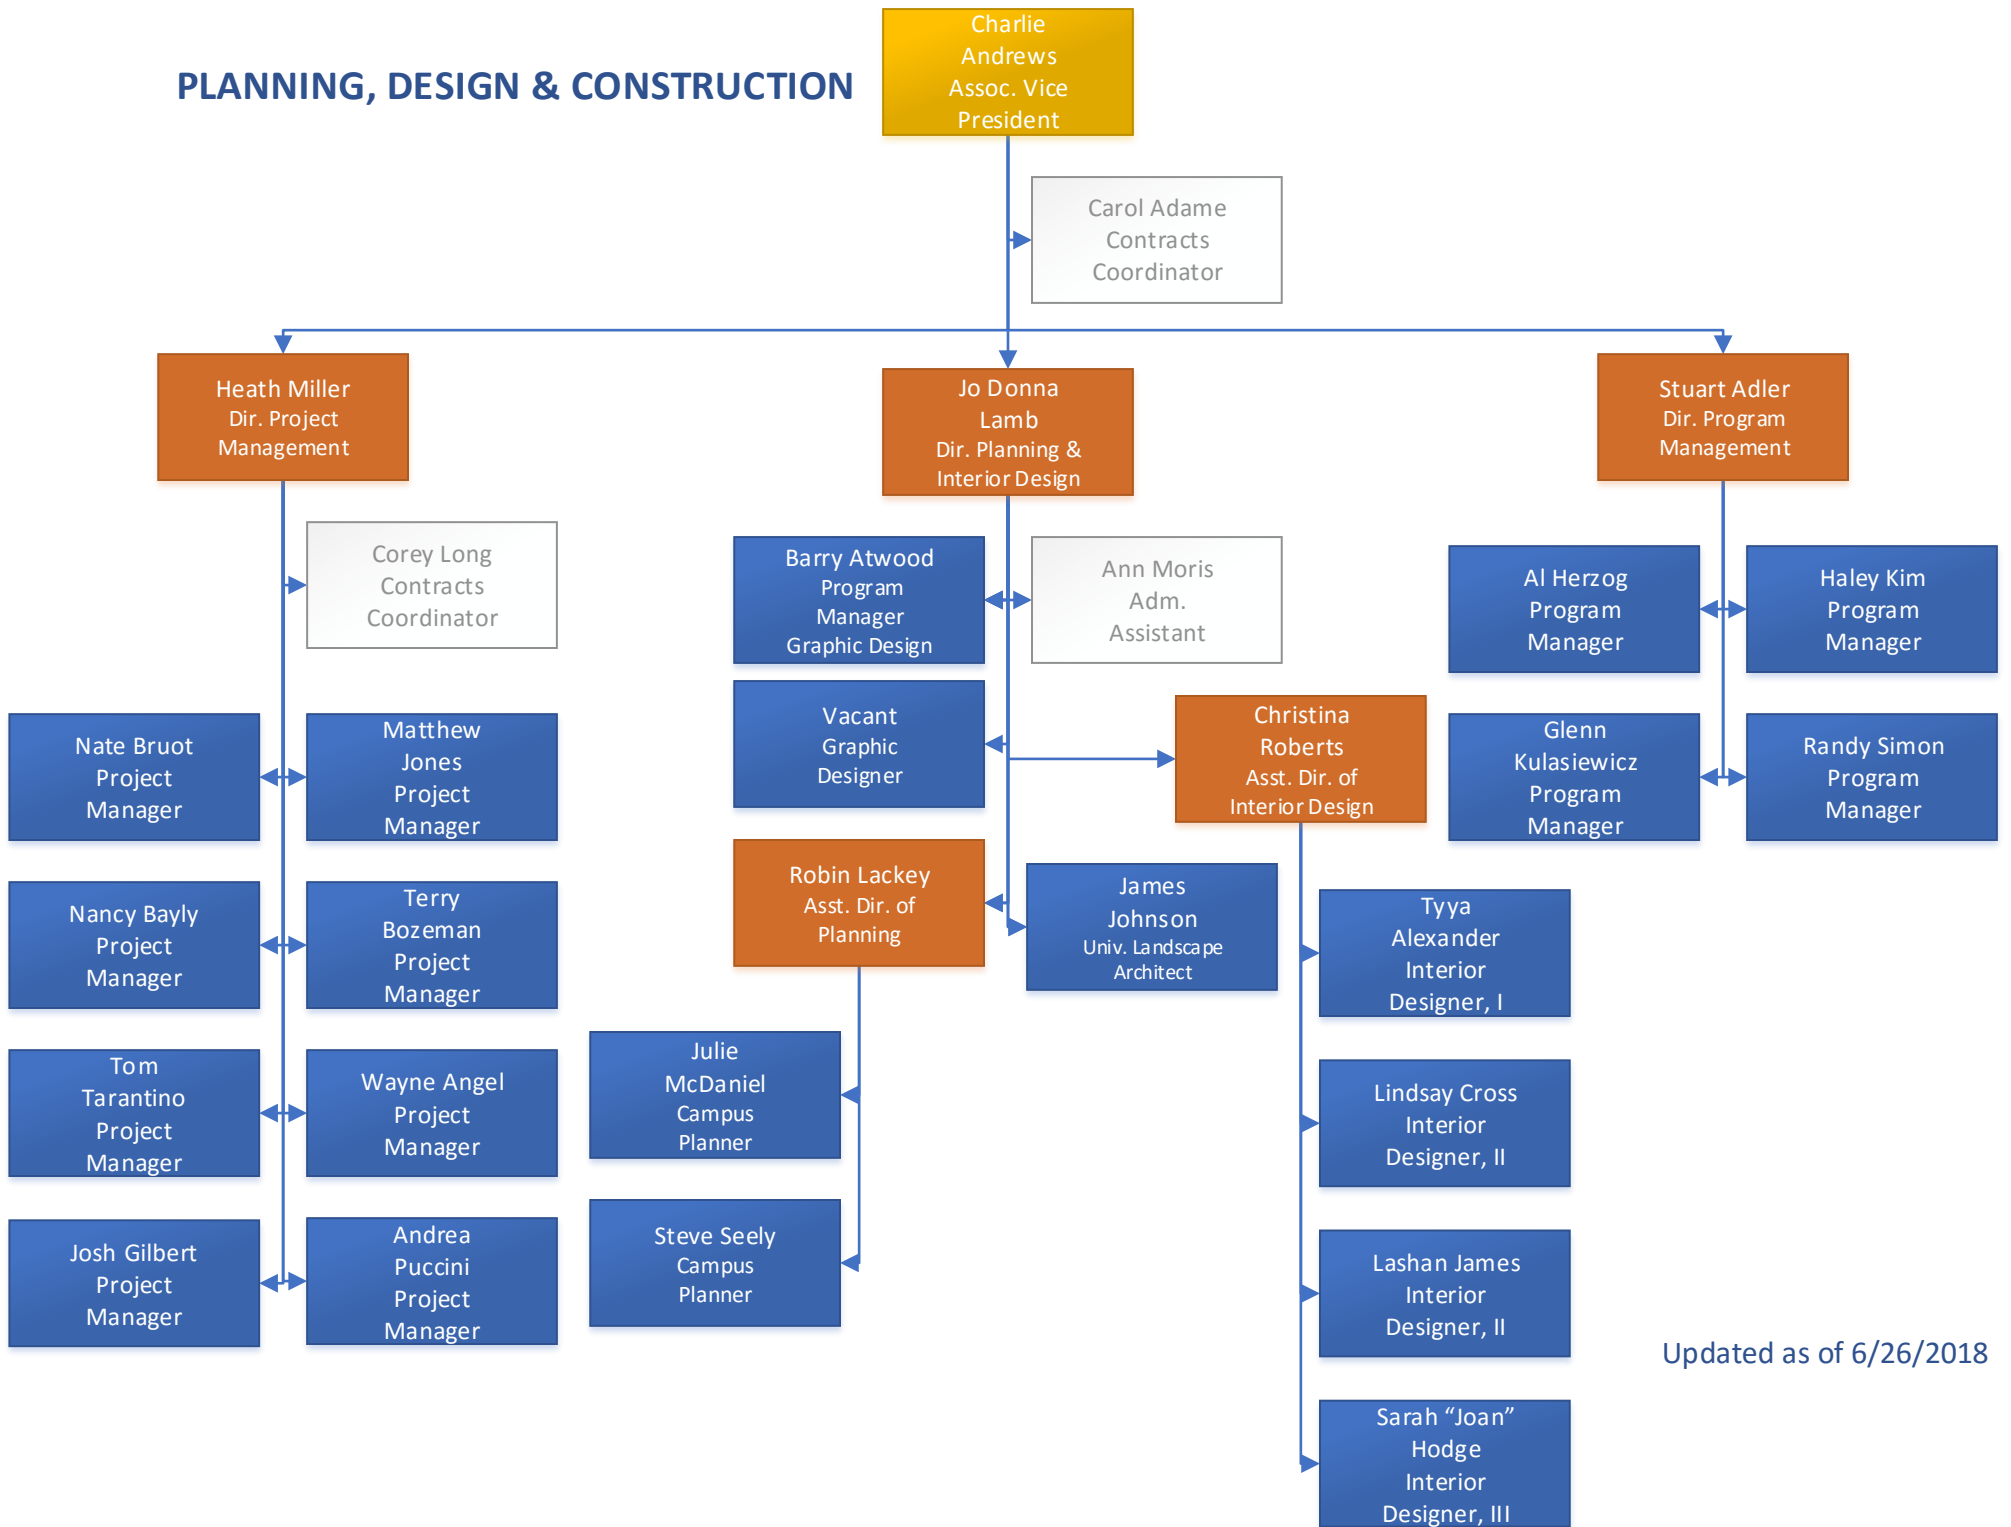 PLANNING, DESIGN & CONSTRUCTION
Charlie
Andrews
Assoc. Vice
President
Carol Adame
Contracts
Coordinator
Heath Miller
Dir. Project
Management
Jo Donna
Lamb
Dir. Planning &
Interior Design
Stuart Adler
Dir. Program
Management
Corey Long
Contracts
Coordinator
Nate Bruot
Project
Manager
Matthew
Jones
Project
Manager
Nancy Bayly
Project
Manager
Terry
Bozeman
Project
Manager
Tom
Tarantino
Project
Manager
Wayne Angel
Project
Manager
Josh Gilbert
Project
Manager
Andrea
Puccini
Project
Manager
Barry Atwood
Program
Manager
Graphic Design
Ann Moris
Adm.
Assistant
Vacant
Graphic
Designer
Christina
Roberts
Asst. Dir. of
Interior Design
Robin Lackey
Asst. Dir. of
Planning
James
Johnson
Univ. Landscape
Architect
Julie
McDaniel
Campus
Planner
Steve Seely
Campus
Planner
Tyya
Alexander
Interior
Designer, I
Lindsay Cross
Interior
Designer, II
Lashan James
Interior
Designer, II
Sarah “Joan”
Hodge
Interior
Designer, III
Al Herzog
Program
Manager
Haley Kim
Program
Manager
Glenn
Kulasiewicz
Program
Manager
Randy Simon
Program
Manager
Updated as of 6/26/2018